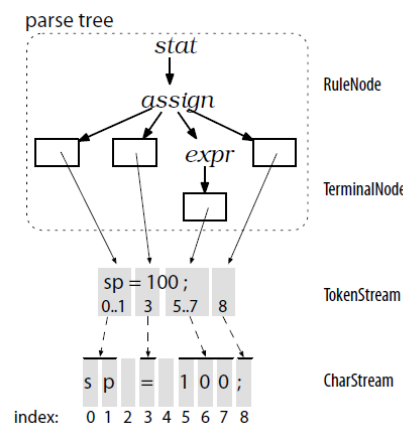 parse tree
stat
RuleNode
assign
expr
TerminalNode
sp = 100 ;
0..1 3 5..7 8
TokenStream
s p = 1 0 0 ;
CharStream
index: 0 1 2 3 4 5 6 7 8